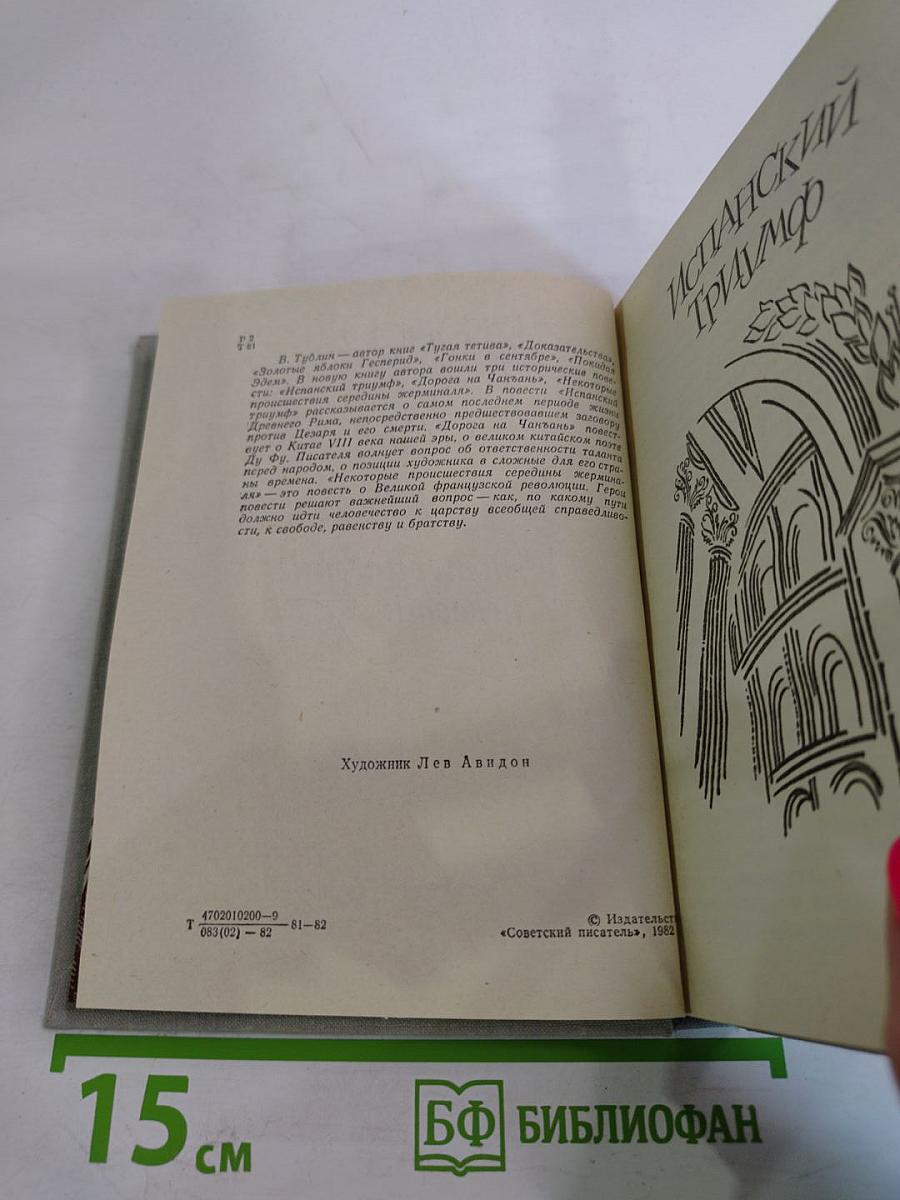 Р 2
Т 81
В. Тублин — автор книг «Тугая тетива», «Доказательства»,
«Золотые яблоки Гесперид», «Гонки в сентябре», «Покидая
Эдем». В новую книгу автора вошли три исторические пове-
сти: «Испанский триумф», «Дорога на Чанъань», «Некоторые
происшествия середины жерминаля». В повести «Испанский
триумф» рассказывается о самом последнем периоде жизни
Древнего Рима, непосредственно предшествовавшем заговору
против Цезаря и его смерти. «Дорога на Чанъань» повест-
вует о Китае VIII века нашей эры, о великом китайском поэте
Ду Фу. Писателя волнует вопрос об ответственности таланта
перед народом, о позиции художника в сложные для его стра-
ны времена. «Некоторые происшествия середины жермина-
ля» — это повесть о Великой французской революции. Герои
повести решают важнейший вопрос — как, по какому пути
должно идти человечество к царству всеобщей справедливо-
сти, к свободе, равенству и братству.
Художник Лев Авидон
Т 4702010200—9
083(02) — 82 —81—82
© Издательст
«Советский писатель», 1982
ИСПАНСКИЙ
ТРИУМФ
15 см
БФ БИБЛИОФАН